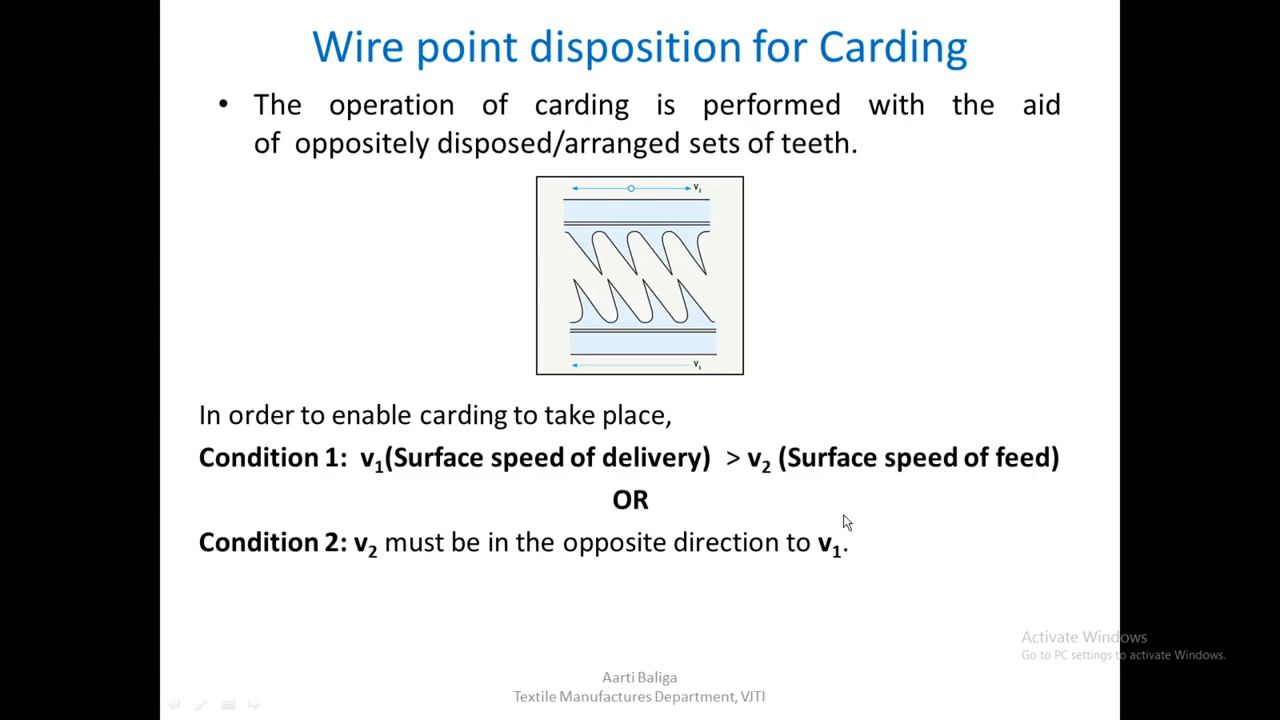 Wire point disposition for Carding
• The operation of carding is performed with the aid
of oppositely disposed/arranged sets of teeth.
v₂
v₁
In order to enable carding to take place,
Condition 1: v₁(Surface speed of delivery) > v₂ (Surface speed of feed)
OR
Condition 2: v₂ must be in the opposite direction to v₁.
Activate Windows
Go to PC settings to activate Windows.
Aarti Baliga
Textile Manufactures Department, VJTI